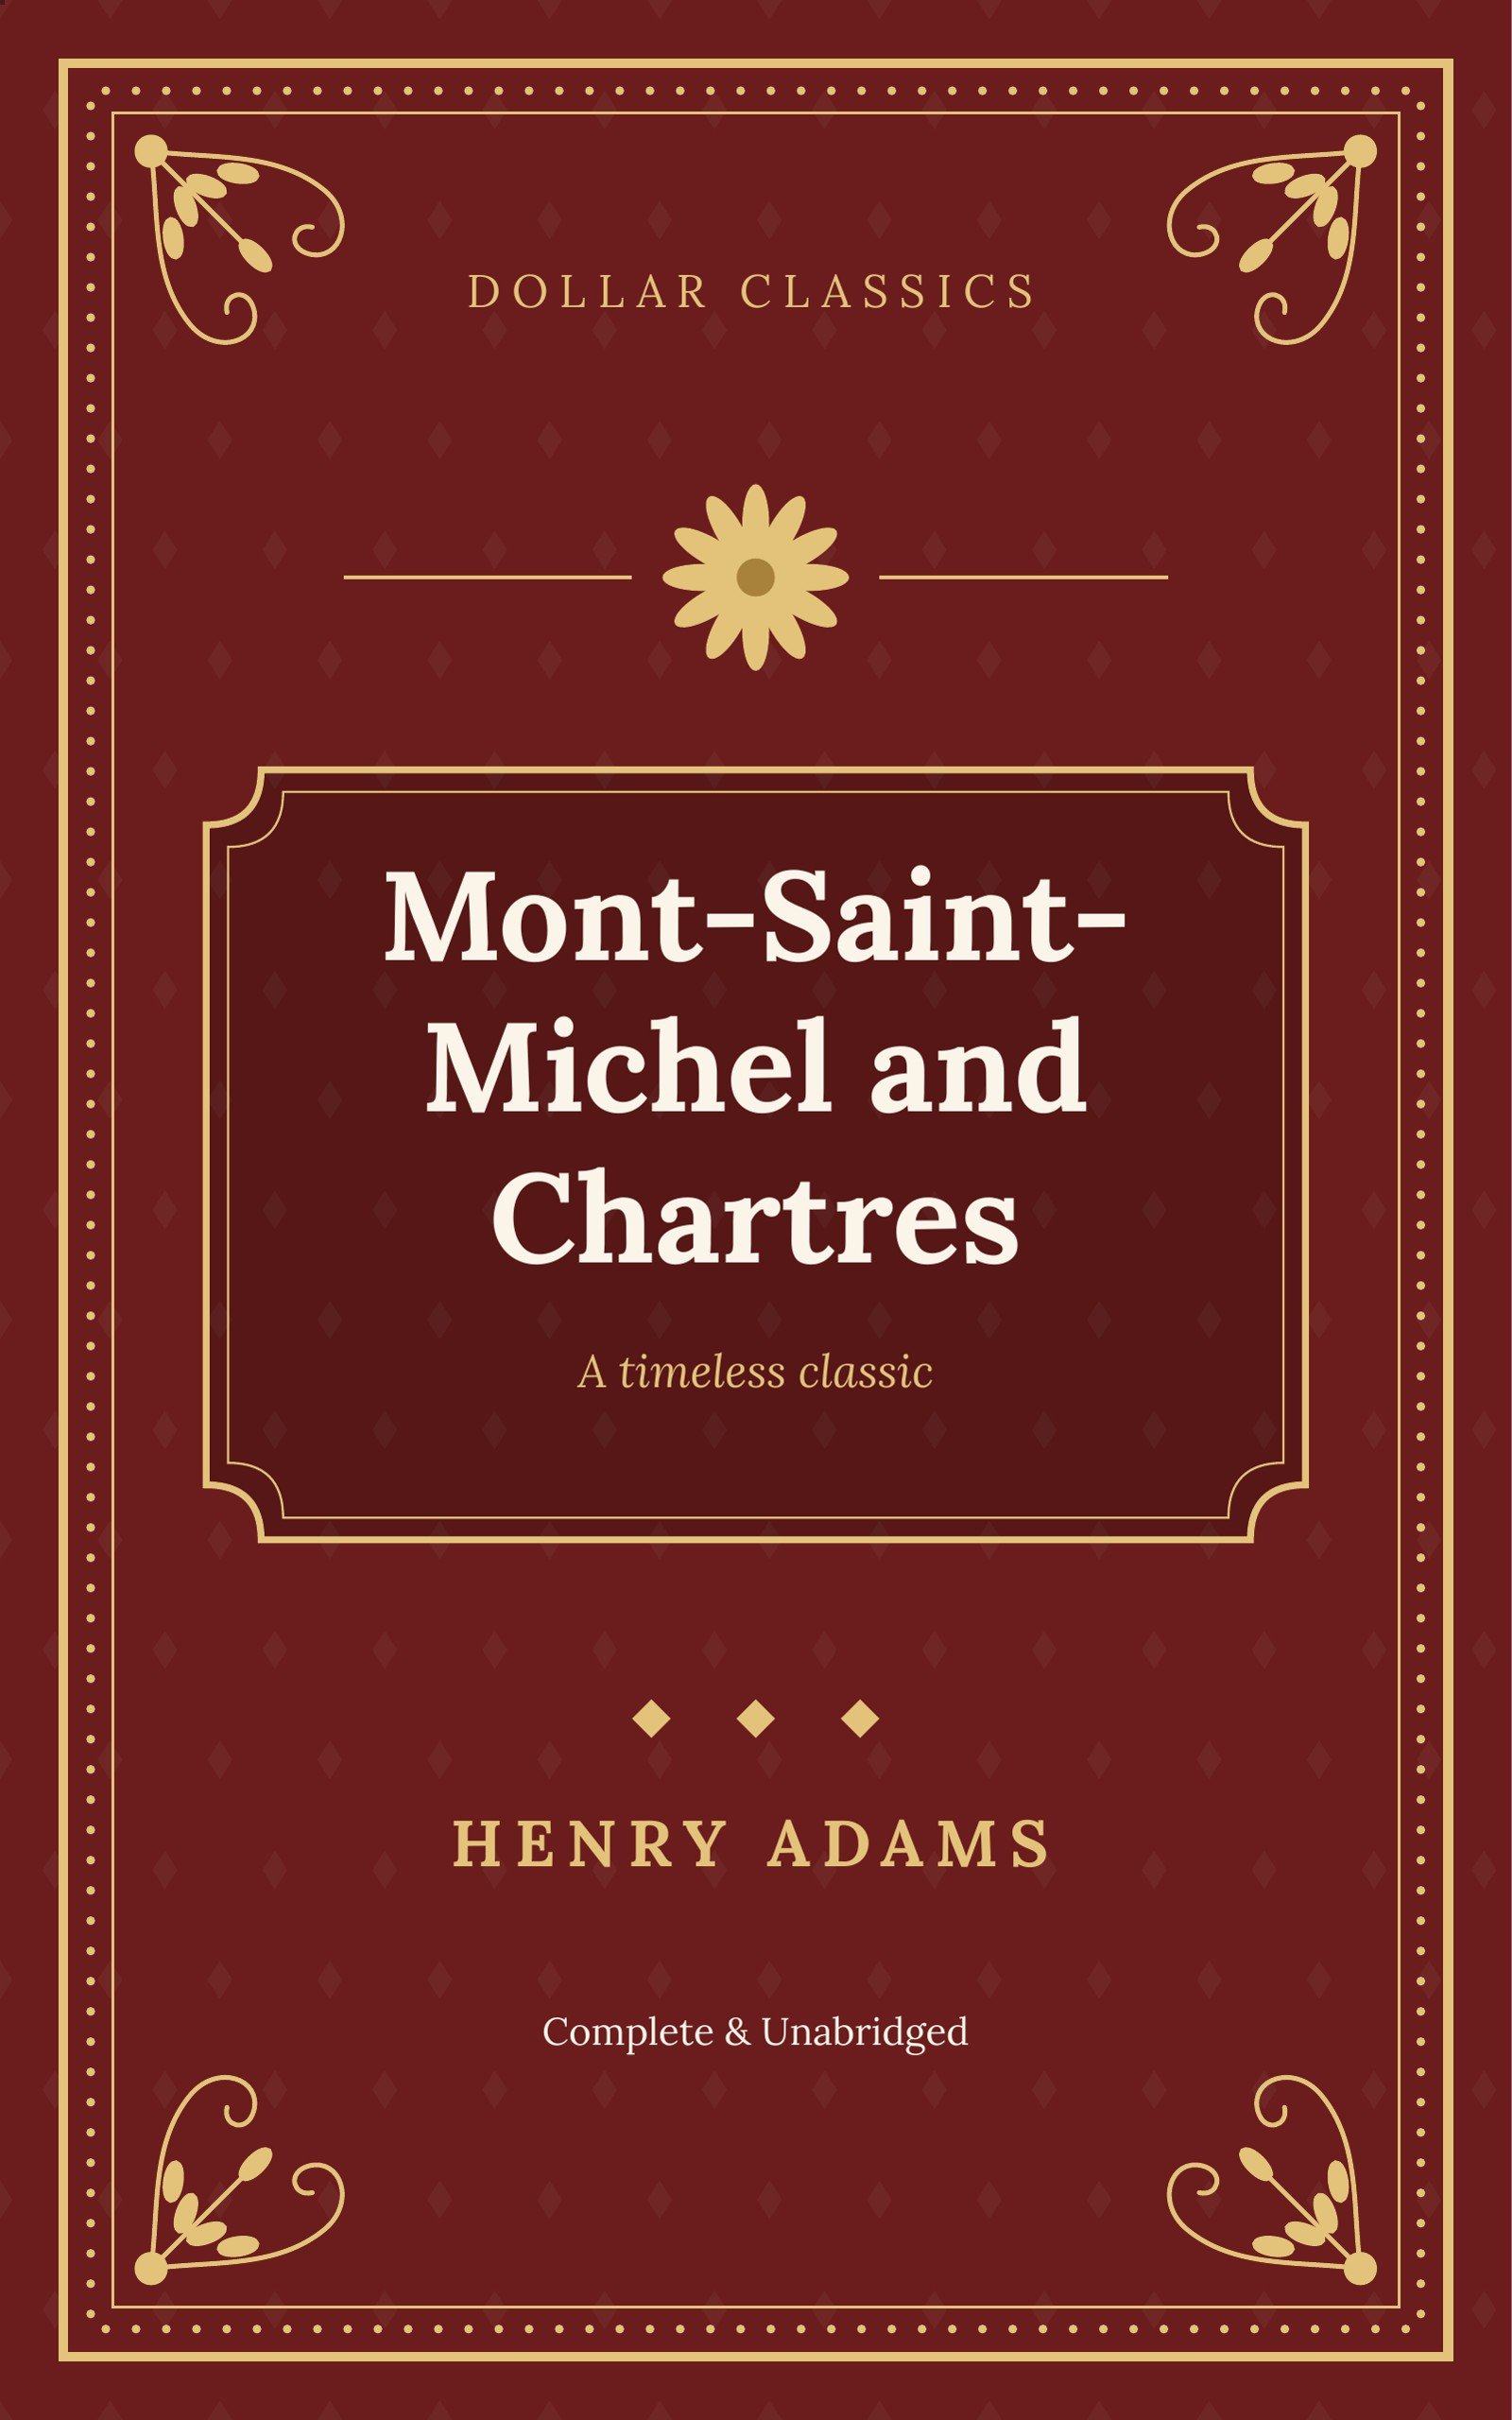 DOLLAR CLASSICS
Mont-Saint-
Michel and
Chartres
A timeless classic
HENRY ADAMS
Complete & Unabridged